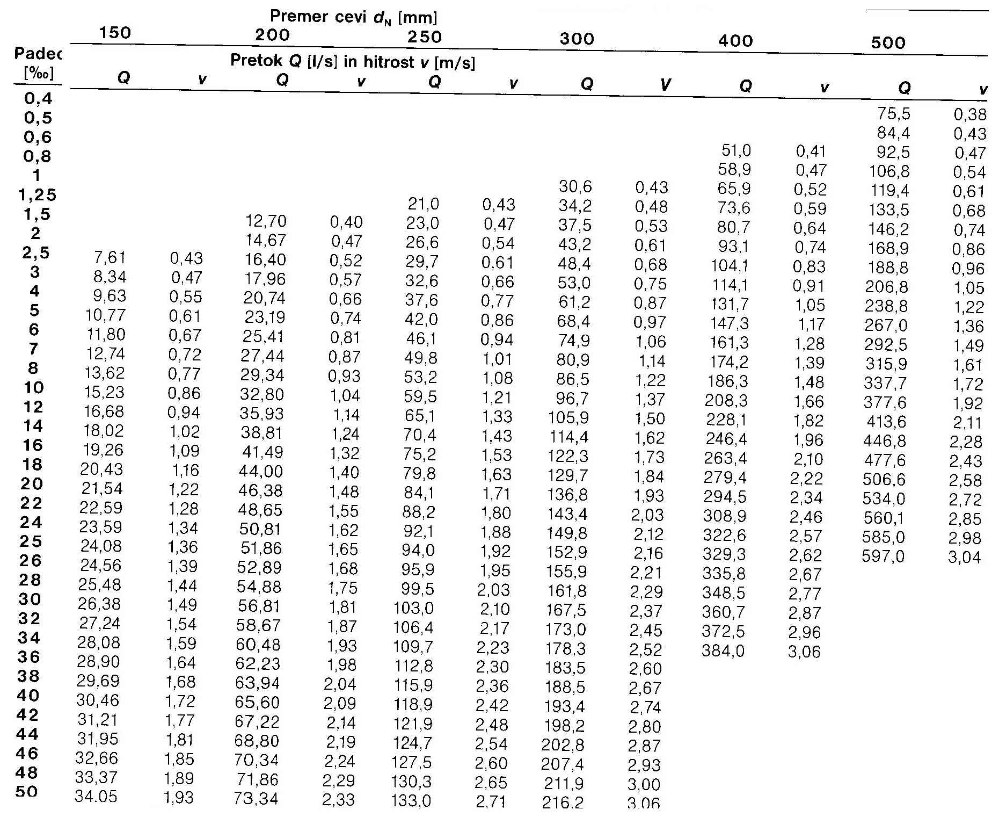 Premer cevi dN [mm]
150 200 250 300 400 500
Padec [‰]
Pretok Q [l/s] in hitrost v [m/s]
Q v Q v Q v Q V Q v Q v
0,4 75,5 0,38
0,5 84,4 0,43
0,6 51,0 0,41 92,5 0,47
0,8 58,9 0,47 106,8 0,54
1 30,6 0,43 65,9 0,52 119,4 0,61
1,25 21,0 0,43 34,2 0,48 73,6 0,59 133,5 0,68
1,5 12,70 0,40 23,0 0,47 37,5 0,53 80,7 0,64 146,2 0,74
2 14,67 0,47 26,6 0,54 43,2 0,61 93,1 0,74 168,9 0,86
2,5 7,61 0,43 16,40 0,52 29,7 0,61 48,4 0,68 104,1 0,83 188,8 0,96
3 8,34 0,47 17,96 0,57 32,6 0,66 53,0 0,75 114,1 0,91 206,8 1,05
4 9,63 0,55 20,74 0,66 37,6 0,77 61,2 0,87 131,7 1,05 238,8 1,22
5 10,77 0,61 23,19 0,74 42,0 0,86 68,4 0,97 147,3 1,17 267,0 1,36
6 11,80 0,67 25,41 0,81 46,1 0,94 74,9 1,06 161,3 1,28 292,5 1,49
7 12,74 0,72 27,44 0,87 49,8 1,01 80,9 1,14 174,2 1,39 315,9 1,61
8 13,62 0,77 29,34 0,93 53,2 1,08 86,5 1,22 186,3 1,48 337,7 1,72
10 15,23 0,86 32,80 1,04 59,5 1,21 96,7 1,37 208,3 1,66 377,6 1,92
12 16,68 0,94 35,93 1,14 65,1 1,33 105,9 1,50 228,1 1,82 413,6 2,11
14 18,02 1,02 38,81 1,24 70,4 1,43 114,4 1,62 246,4 1,96 446,8 2,28
16 19,26 1,09 41,49 1,32 75,2 1,53 122,3 1,73 263,4 2,10 477,6 2,43
18 20,43 1,16 44,00 1,40 79,8 1,63 129,7 1,84 279,4 2,22 506,6 2,58
20 21,54 1,22 46,38 1,48 84,1 1,71 136,8 1,93 294,5 2,34 534,0 2,72
22 22,59 1,28 48,65 1,55 88,2 1,80 143,4 2,03 308,9 2,46 560,1 2,85
24 23,59 1,34 50,81 1,62 92,1 1,88 149,8 2,12 322,6 2,57 585,0 2,98
25 24,08 1,36 51,86 1,65 94,0 1,92 152,9 2,16 329,3 2,62 597,0 3,04
26 24,56 1,39 52,89 1,68 95,9 1,95 155,9 2,21 335,8 2,67
28 25,48 1,44 54,88 1,75 99,5 2,03 161,8 2,29 348,5 2,77
30 26,38 1,49 56,81 1,81 103,0 2,10 167,5 2,37 360,7 2,87
32 27,24 1,54 58,67 1,87 106,4 2,17 173,0 2,45 372,5 2,96
34 28,08 1,59 60,48 1,93 109,7 2,23 178,3 2,52 384,0 3,06
36 28,90 1,64 62,23 1,98 112,8 2,30 183,5 2,60
38 29,69 1,68 63,94 2,04 115,9 2,36 188,5 2,67
40 30,46 1,72 65,60 2,09 118,9 2,42 193,4 2,74
42 31,21 1,77 67,22 2,14 121,9 2,48 198,2 2,80
44 31,95 1,81 68,80 2,19 124,7 2,54 202,8 2,87
46 32,66 1,85 70,34 2,24 127,5 2,60 207,4 2,93
48 33,37 1,89 71,86 2,29 130,3 2,65 211,9 3,00
50 34.05 1,93 73,34 2,33 133,0 2,71 216.2 3.06